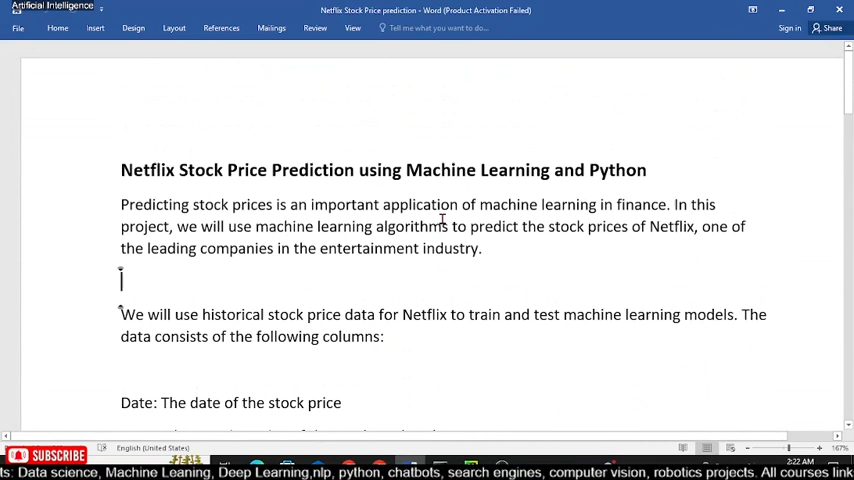 Artificial Intelligence
Netflix Stock Price prediction - Word (Product Activation Failed)
File Home Insert Design Layout References Mailings Review View Tell me what you want to do... Sign in Share
Netflix Stock Price Prediction using Machine Learning and Python
Predicting stock prices is an important application of machine learning in finance. In this
project, we will use machine learning algorithms to predict the stock prices of Netflix, one of
the leading companies in the entertainment industry.
We will use historical stock price data for Netflix to train and test machine learning models. The
data consists of the following columns:
Date: The date of the stock price
English (United States) 167%
SUBSCRIBE
2:22 AM
ts: Data science, Machine Leaning, Deep Learning,nlp, python, chatbots, search engines, computer vision, robotics projects. All courses link